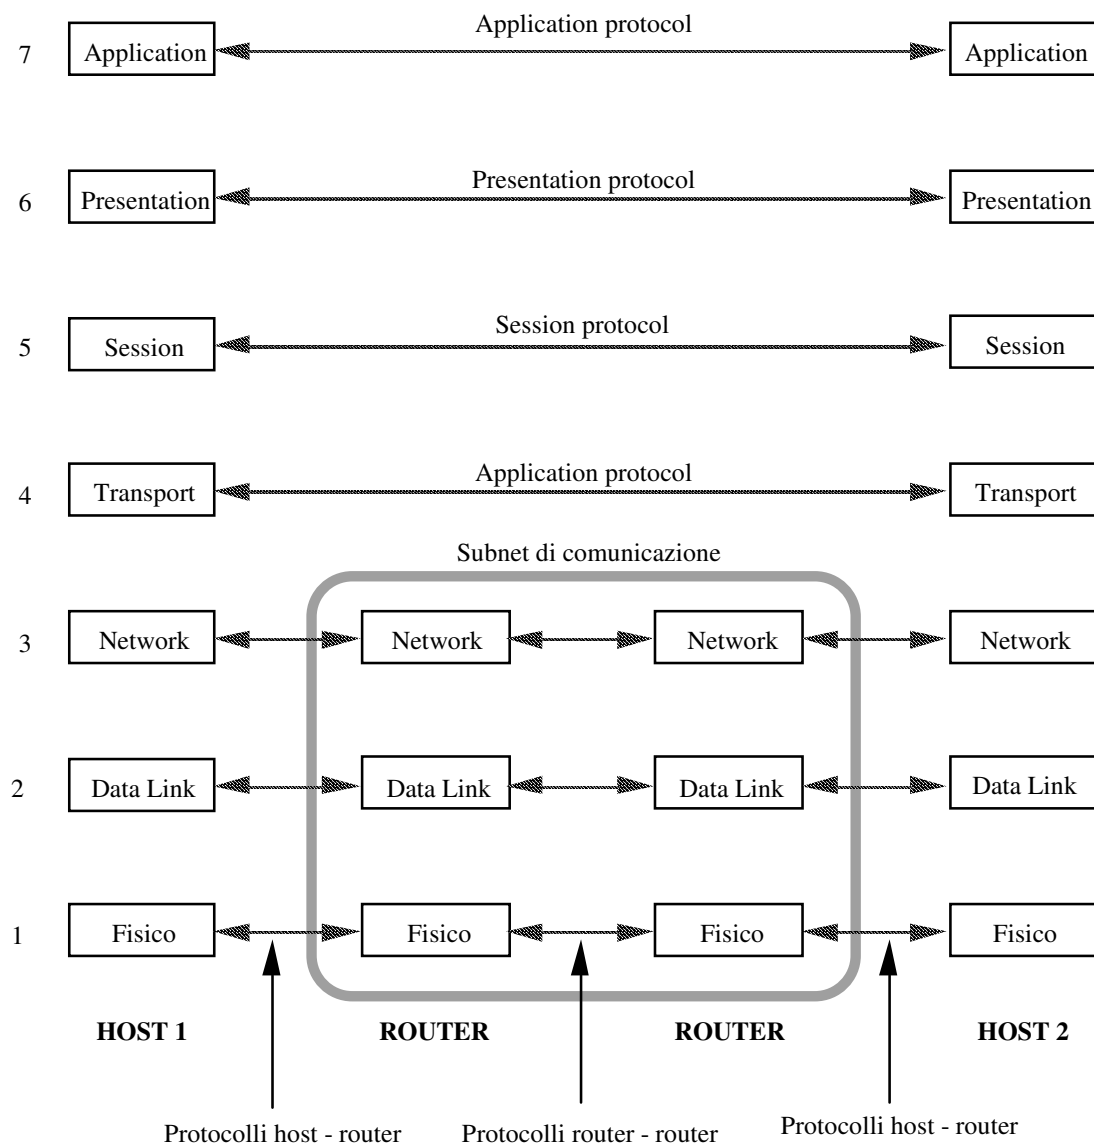 Application protocol
7 Application Application
Presentation protocol
6 Presentation Presentation
Session protocol
5 Session Session
Application protocol
4 Transport Transport
Subnet di comunicazione
3 Network Network Network Network
2 Data Link Data Link Data Link Data Link
1 Fisico Fisico Fisico Fisico
HOST 1 ROUTER ROUTER HOST 2
Protocolli host - router Protocolli router - router Protocolli host - router